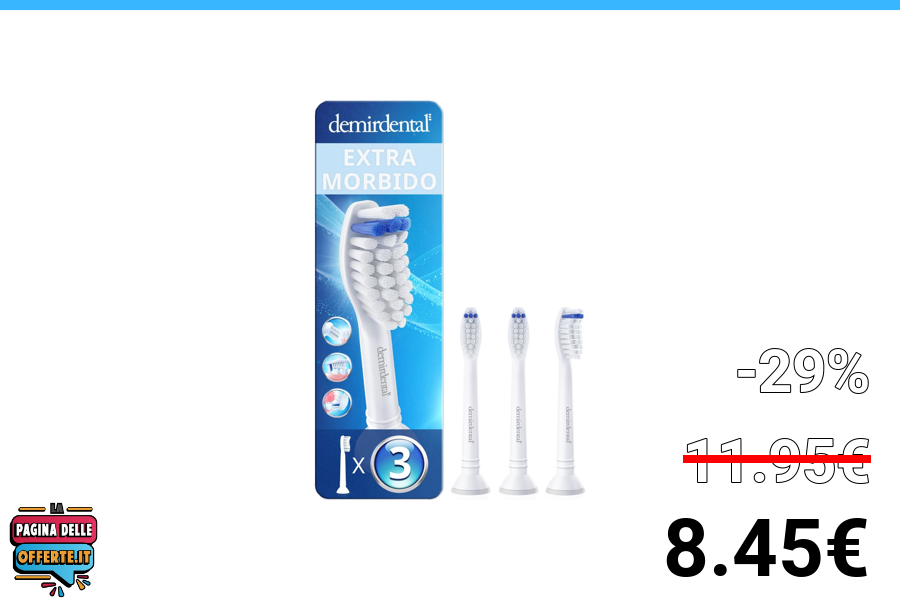 demirdental
EXTRA
MORBIDO
demirdental
x 3
demirdental
demirdental
demirdental
-29%
11.95€
8.45€
LA
PAGINA DELLE
OFFERTE.IT